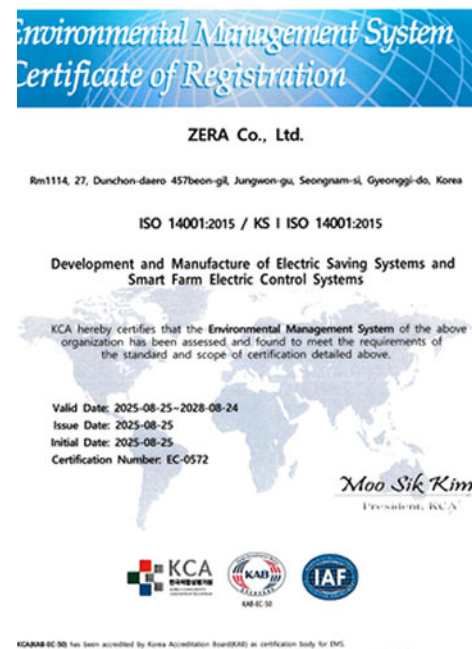 Environmental Management System
Certificate of Registration
ZERA Co., Ltd.
Rm1114, 27, Dunchon-daero 457beon-gil, Jungwon-gu, Seongnam-si, Gyeonggi-do, Korea
ISO 14001:2015 / KS I ISO 14001:2015
Development and Manufacture of Electric Saving Systems and
Smart Farm Electric Control Systems
KCA hereby certifies that the Environmental Management System of the above
organization has been assessed and found to meet the requirements of
the standard and scope of certification detailed above.
Valid Date: 2025-08-25~2028-08-24
Issue Date: 2025-08-25
Initial Date: 2025-08-25
Certification Number: EC-0572
Moo Sik Kim
President, KCA
KCA
KAB
IAF
KAB-EC-50
KCA(KAB-EC-50) has been accredited by Korea Accreditation Board(KAB) as certification body for EMS.